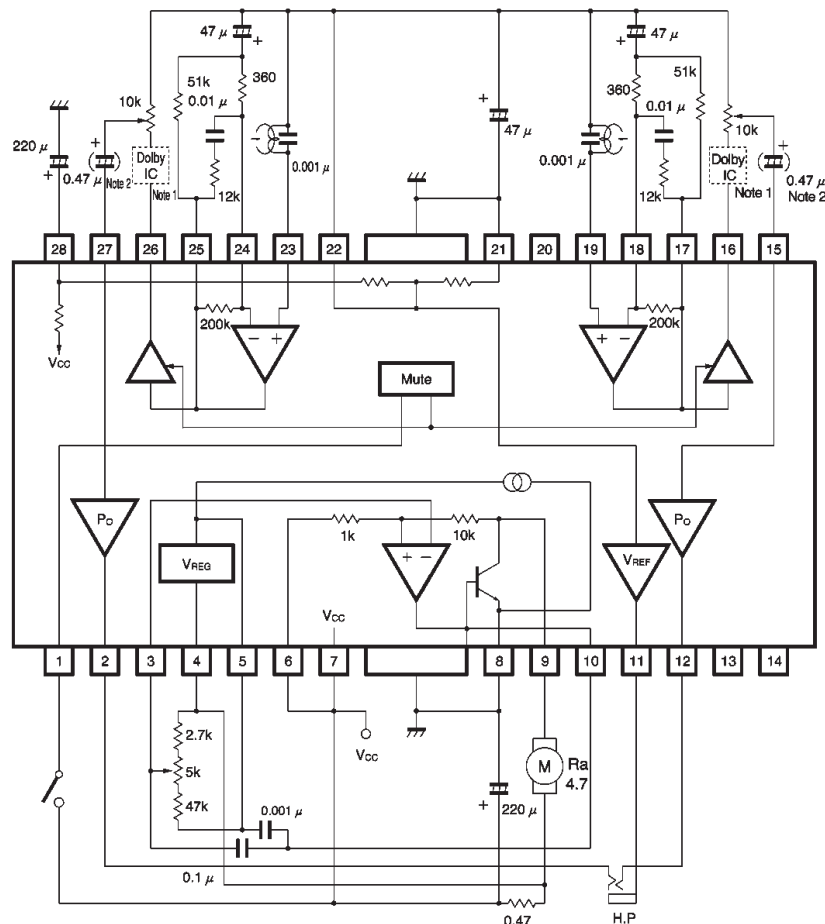 47 μ
+
51k
0.01 μ
360
10k
220 μ
+
+
0.47 μ
Note 2
Dolby
IC
Note 1
12k
0.001 μ
+
47 μ
47 μ
+
51k
360
0.01 μ
10k
0.001 μ
12k
Dolby
IC
Note 1
+
0.47 μ
Note 2
28 27 26 25 24 23 22 21 20 19 18 17 16 15
200k
− +
+ −
200k
Vcc
Mute
Po
VREG
1k
+ −
10k
VREF
Po
Vcc
1 2 3 4 5 6 7 8 9 10 11 12 13 14
2.7k
5k
47k
Vcc
M
Ra
4.7
+
220 μ
0.001 μ
0.1 μ
0.47
H.P